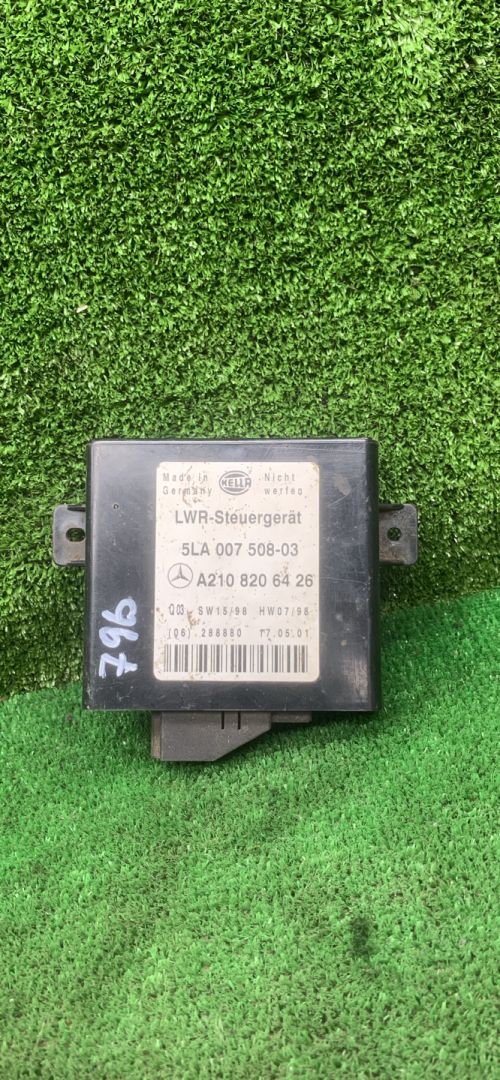 Made in Germany
HELLA
Nicht werfen
LWR-Steuergerät
5LA 007 508-03
A210 820 64 26
Q03 SW15/98 HW07/98
(06) 288880 17.05.01
796